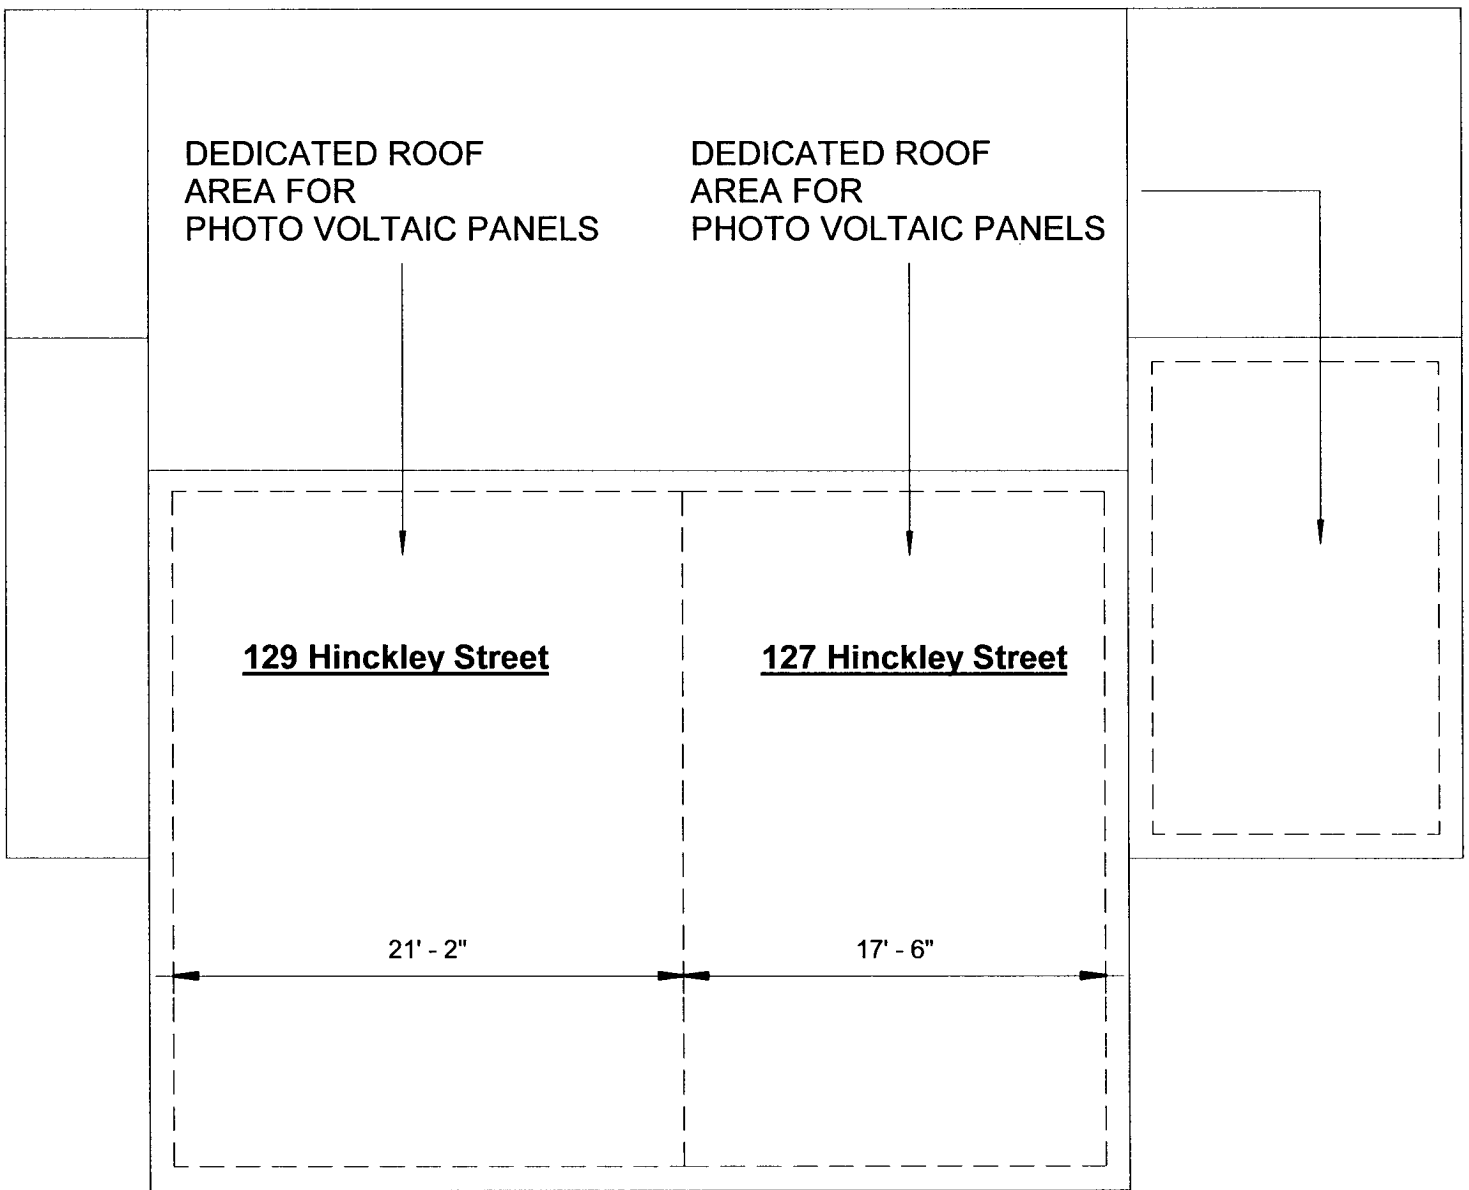 DEDICATED ROOF
AREA FOR
PHOTO VOLTAIC PANELS
DEDICATED ROOF
AREA FOR
PHOTO VOLTAIC PANELS
129 Hinckley Street
127 Hinckley Street
21' - 2"
17' - 6"